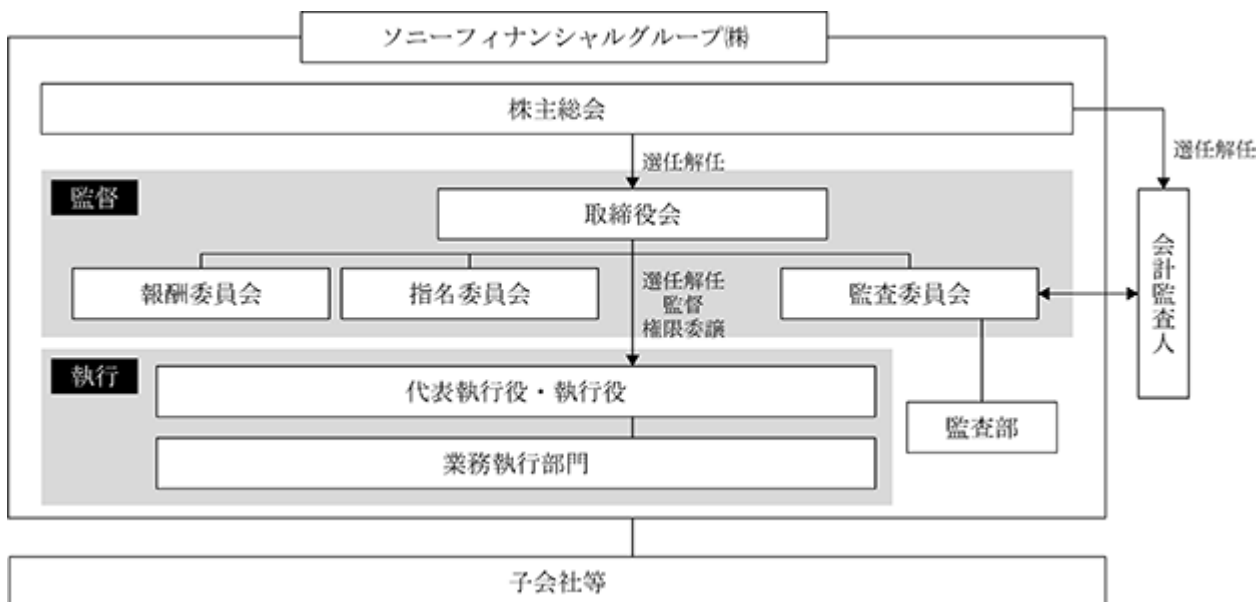 ソニーフィナンシャルグループ㈱
株主総会
選任解任
選任解任
監督
取締役会
報酬委員会
指名委員会
選任解任
監督
権限委譲
監査委員会
会計監査人
執行
代表執行役・執行役
監査部
業務執行部門
子会社等